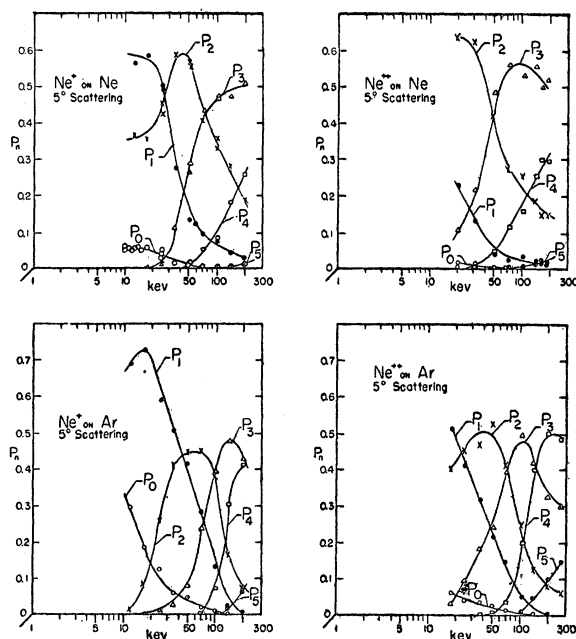 Ne⁺ on Ne
5° Scattering
P₂
P₃
P₁
P₀
P₄
P₅
Pₙ
0.6
0.5
0.4
0.3
0.2
0.1
0
1 10 50 100 300
kev
Ne⁺⁺ on Ne
5° Scattering
P₂
P₃
P₁
P₄
P₀
P₅
Pₙ
0.6
0.5
0.4
0.3
0.2
0.1
0
1 10 50 100 300
kev
Ne⁺ on Ar
5° Scattering
P₁
P₃
P₀
P₂
P₄
P₅
Pₙ
0.7
0.6
0.5
0.4
0.3
0.2
0.1
0
1 10 50 100 300
kev
Ne⁺⁺ on Ar
5° Scattering
P₁
P₂
P₃
P₄
P₅
P₀
Pₙ
0.7
0.6
0.5
0.4
0.3
0.2
0.1
0
1 10 50 100 300
kev